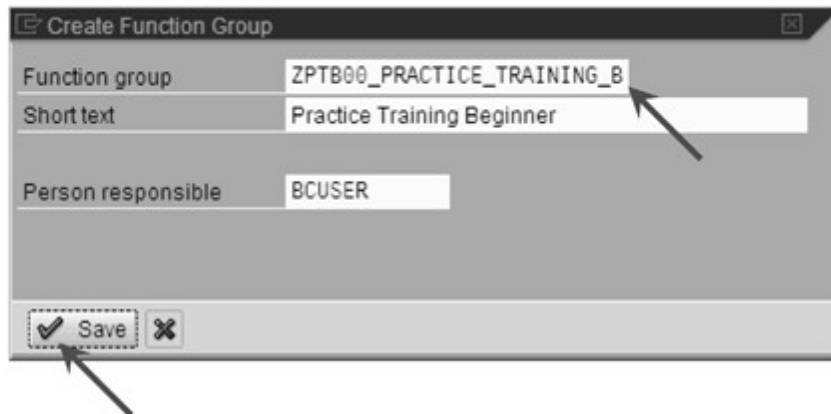 Create Function Group
Function group ZPTB00_PRACTICE_TRAINING_B
Short text Practice Training Beginner
Person responsible BCUSER
Save